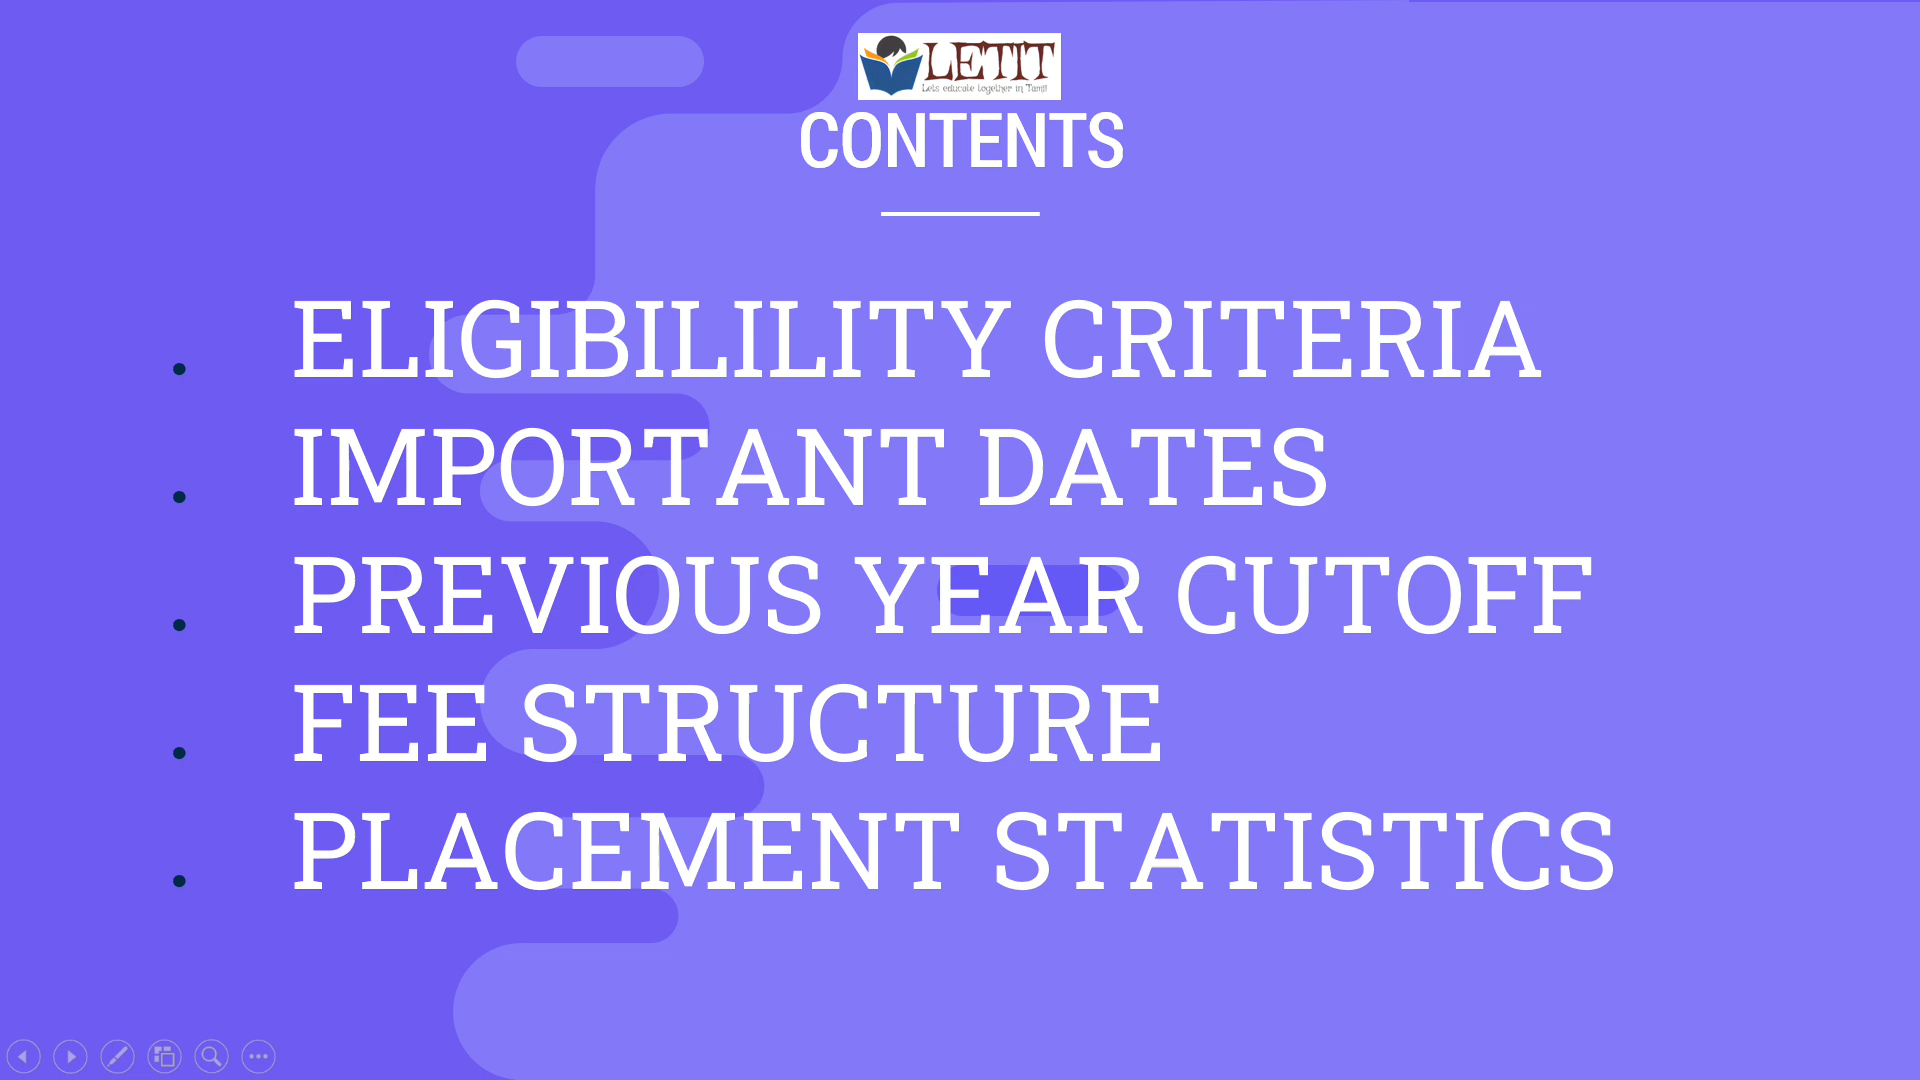 LETIT
Lets educate together in Tamil
CONTENTS
ELIGIBILILITY CRITERIA
IMPORTANT DATES
PREVIOUS YEAR CUTOFF
FEE STRUCTURE
PLACEMENT STATISTICS